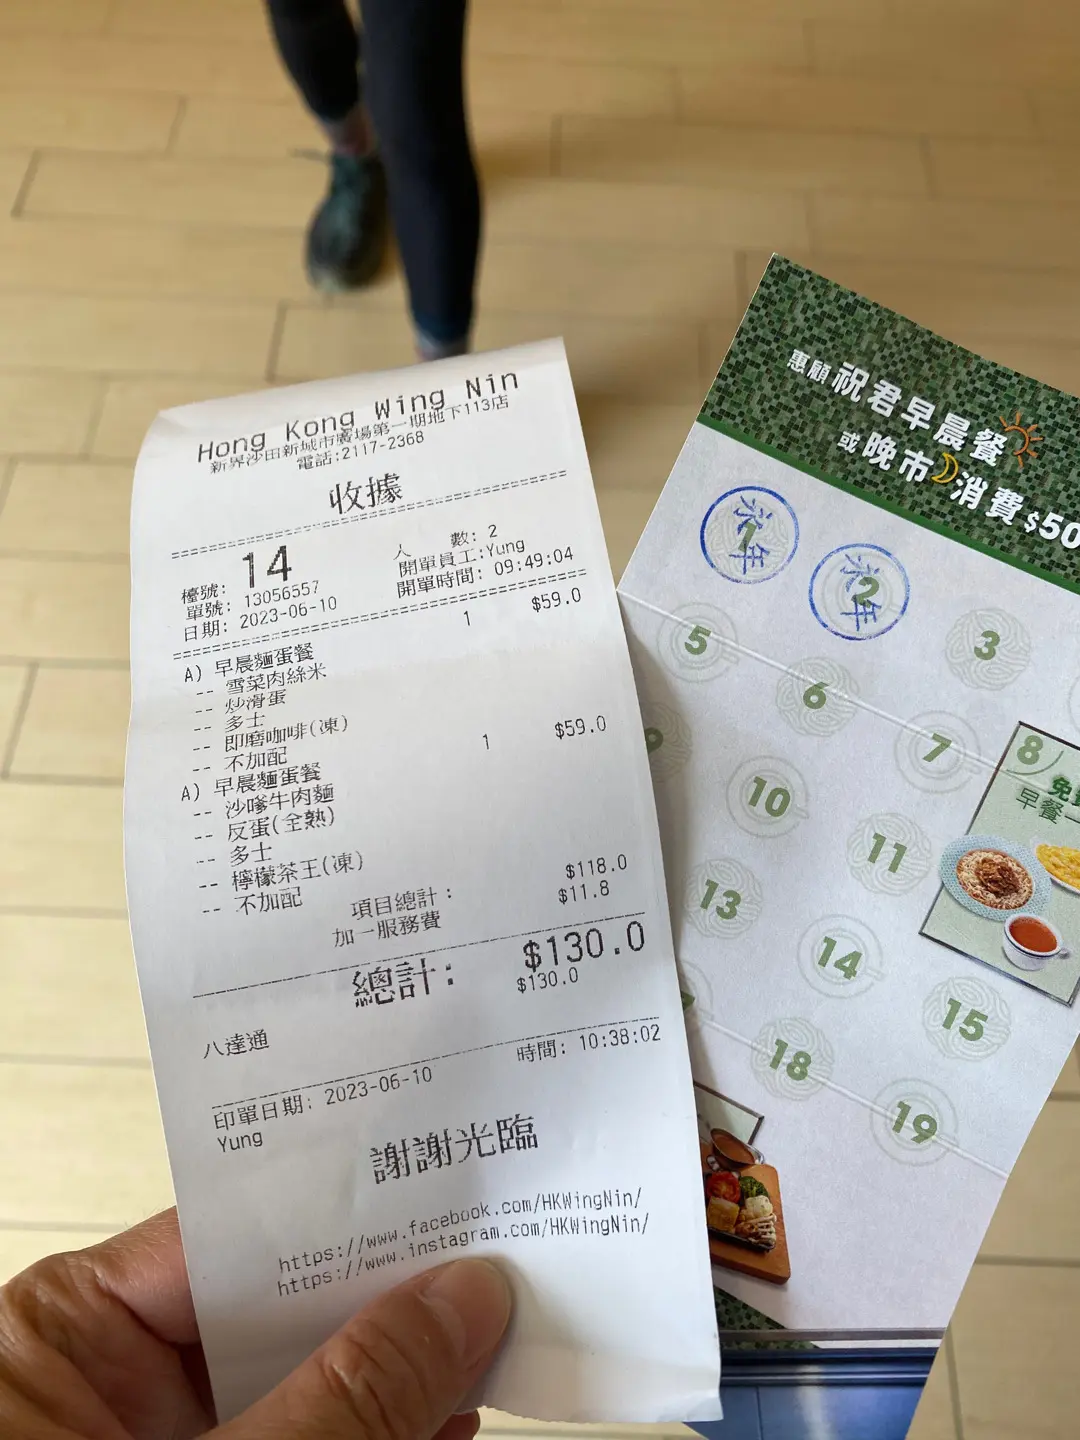 Hong Kong Wing Nin
新界沙田新城市廣場第一期地下113店
電話:2117-2368
收據
檯號: 14 人 數: 2
單號: 13056557 開單員工:Yung
日期: 2023-06-10 開單時間: 09:49:04
A) 早晨麵蛋餐 1 $59.0
-- 雪菜肉絲米
-- 炒滑蛋
-- 多士
-- 即磨咖啡(凍)
-- 不加配
A) 早晨麵蛋餐 1 $59.0
-- 沙嗲牛肉麵
-- 反蛋(全熟)
-- 多士
-- 檸檬茶王(凍)
-- 不加配
項目總計: $118.0
加一服務費 $11.8
總計: $130.0
八達通 $130.0
印單日期: 2023-06-10 時間: 10:38:02
Yung
謝謝光臨
https://www.facebook.com/HKWingNin/
https://www.instagram.com/HKWingNin/
惠顧祝君早晨餐
或晚市消費$50
永年
1
永年
2
3
5
6
7
8
早餐一
9
10
11
13
14
15
18
19